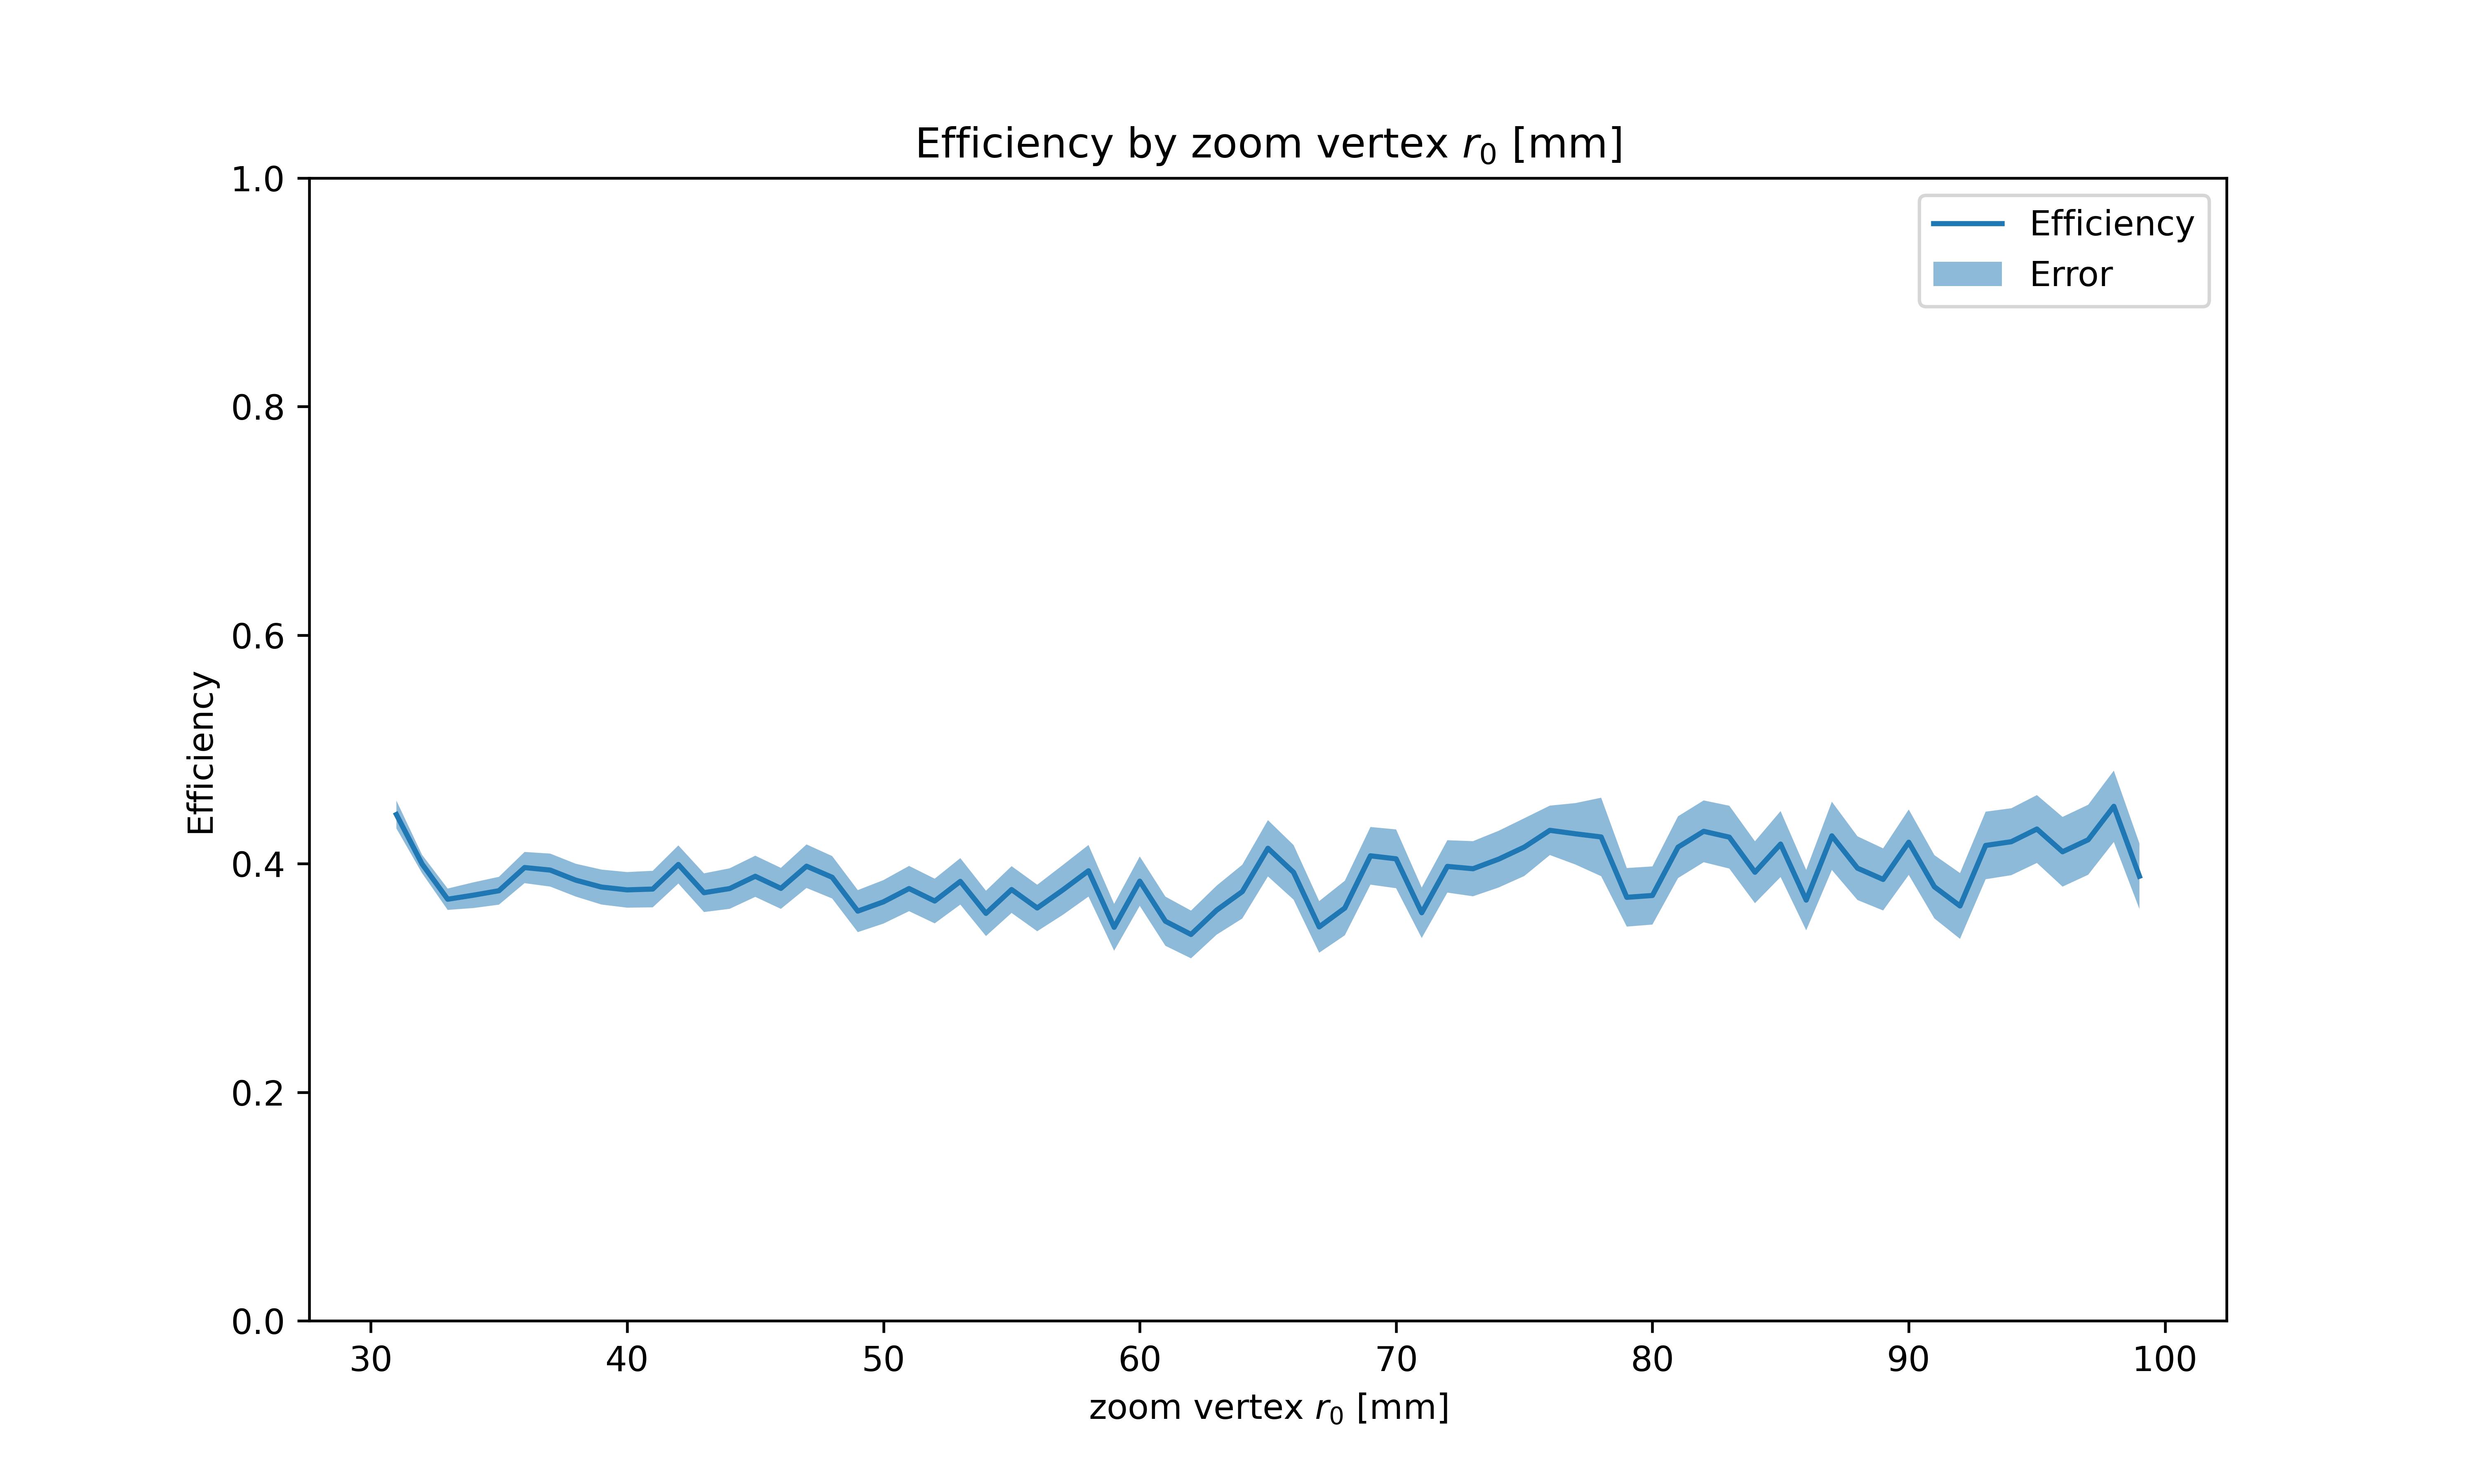 Efficiency by zoom vertex r₀ [mm]
1.0
0.8
0.6
0.4
0.2
0.0
Efficiency
Efficiency
Error
30 40 50 60 70 80 90 100
zoom vertex r₀ [mm]